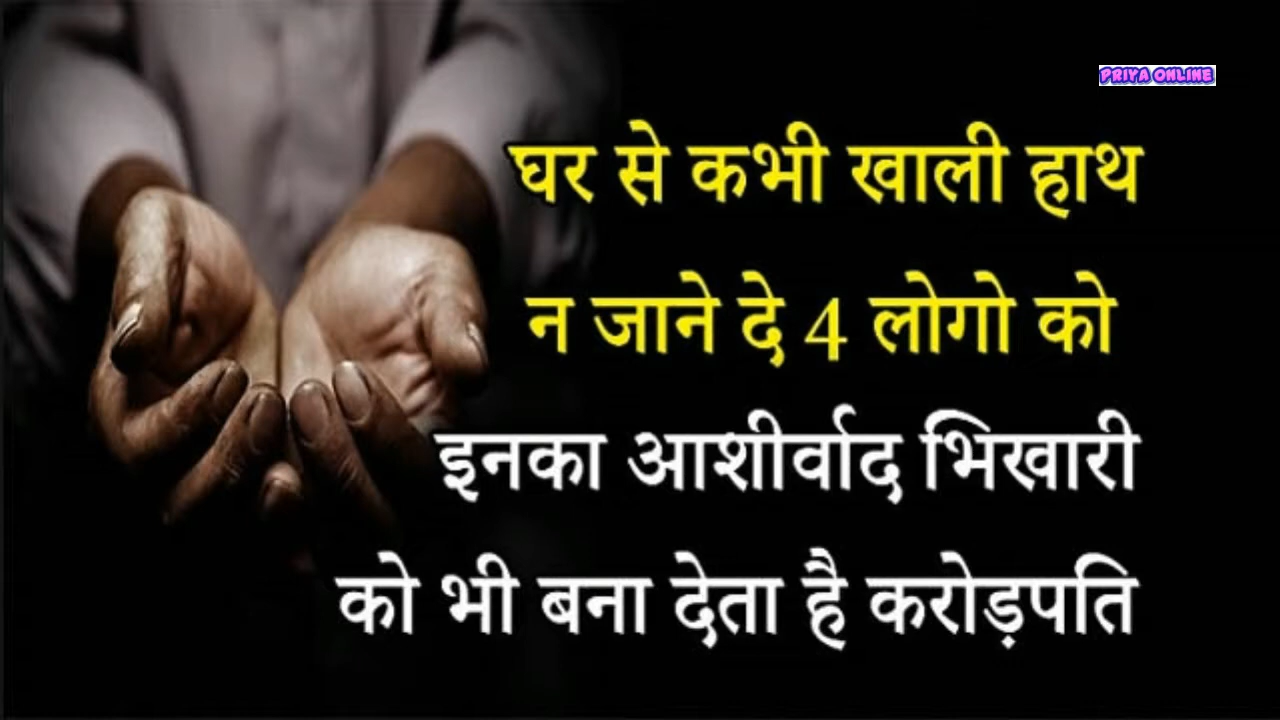 PRIYA ONLINE
घर से कभी खाली हाथ
न जाने दे 4 लोगो को
इनका आशीर्वाद भिखारी
को भी बना देता है करोड़पति